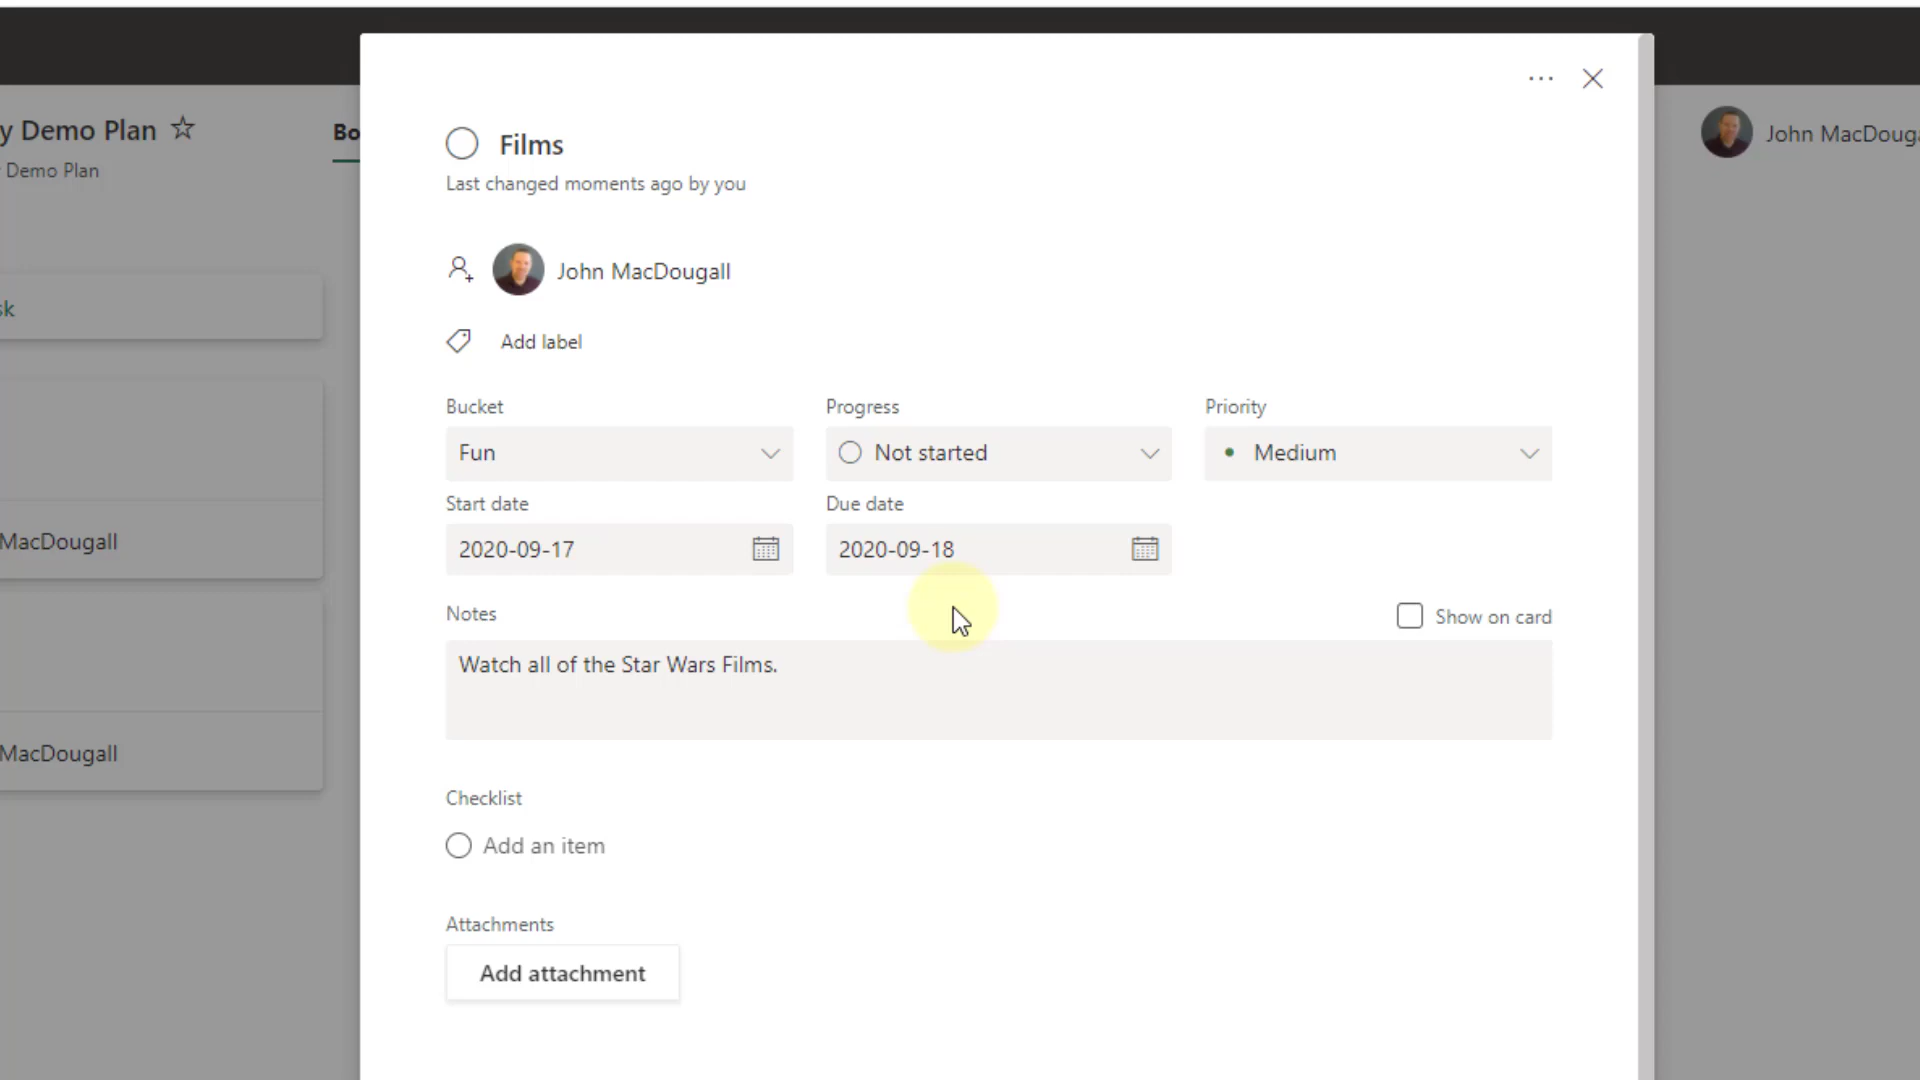 y Demo Plan
Demo Plan
Bo
sk
MacDougall
MacDougall
Films
Last changed moments ago by you
John MacDougall
Add label
Bucket Progress Priority
Fun Not started Medium
Start date Due date
2020-09-17 2020-09-18
Notes Show on card
Watch all of the Star Wars Films.
Checklist
Add an item
Attachments
Add attachment
John MacDouga